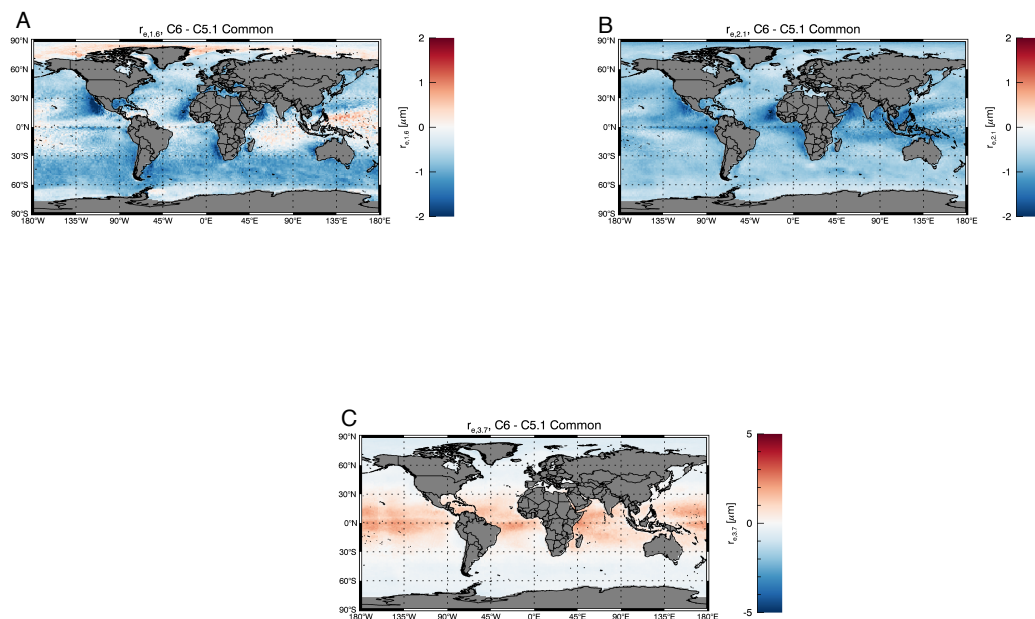 A
r_e,1.6, C6 - C5.1 Common
90°N
60°N
30°N
0°N
30°S
60°S
90°S
180°W 135°W 90°W 45°W 0°E 45°E 90°E 135°E 180°E
2
1
0
-1
-2
r_e,1.6 [μm]
B
r_e,2.1, C6 - C5.1 Common
90°N
60°N
30°N
0°N
30°S
60°S
90°S
180°W 135°W 90°W 45°W 0°E 45°E 90°E 135°E 180°E
2
1
0
-1
-2
r_e,2.1 [μm]
C
r_e,3.7, C6 - C5.1 Common
90°N
60°N
30°N
0°N
30°S
60°S
90°S
180°W 135°W 90°W 45°W 0°E 45°E 90°E 135°E 180°E
5
0
-5
r_e,3.7 [μm]